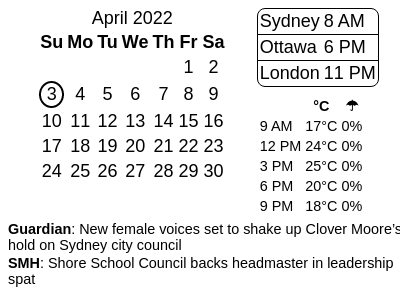 April 2022
Su Mo Tu We Th Fr Sa
1 2
3 4 5 6 7 8 9
10 11 12 13 14 15 16
17 18 19 20 21 22 23
24 25 26 27 28 29 30
Sydney 8 AM
Ottawa 6 PM
London 11 PM
°C ☂
9 AM 17°C 0%
12 PM 24°C 0%
3 PM 25°C 0%
6 PM 20°C 0%
9 PM 18°C 0%
Guardian: New female voices set to shake up Clover Moore's
hold on Sydney city council
SMH: Shore School Council backs headmaster in leadership
spat